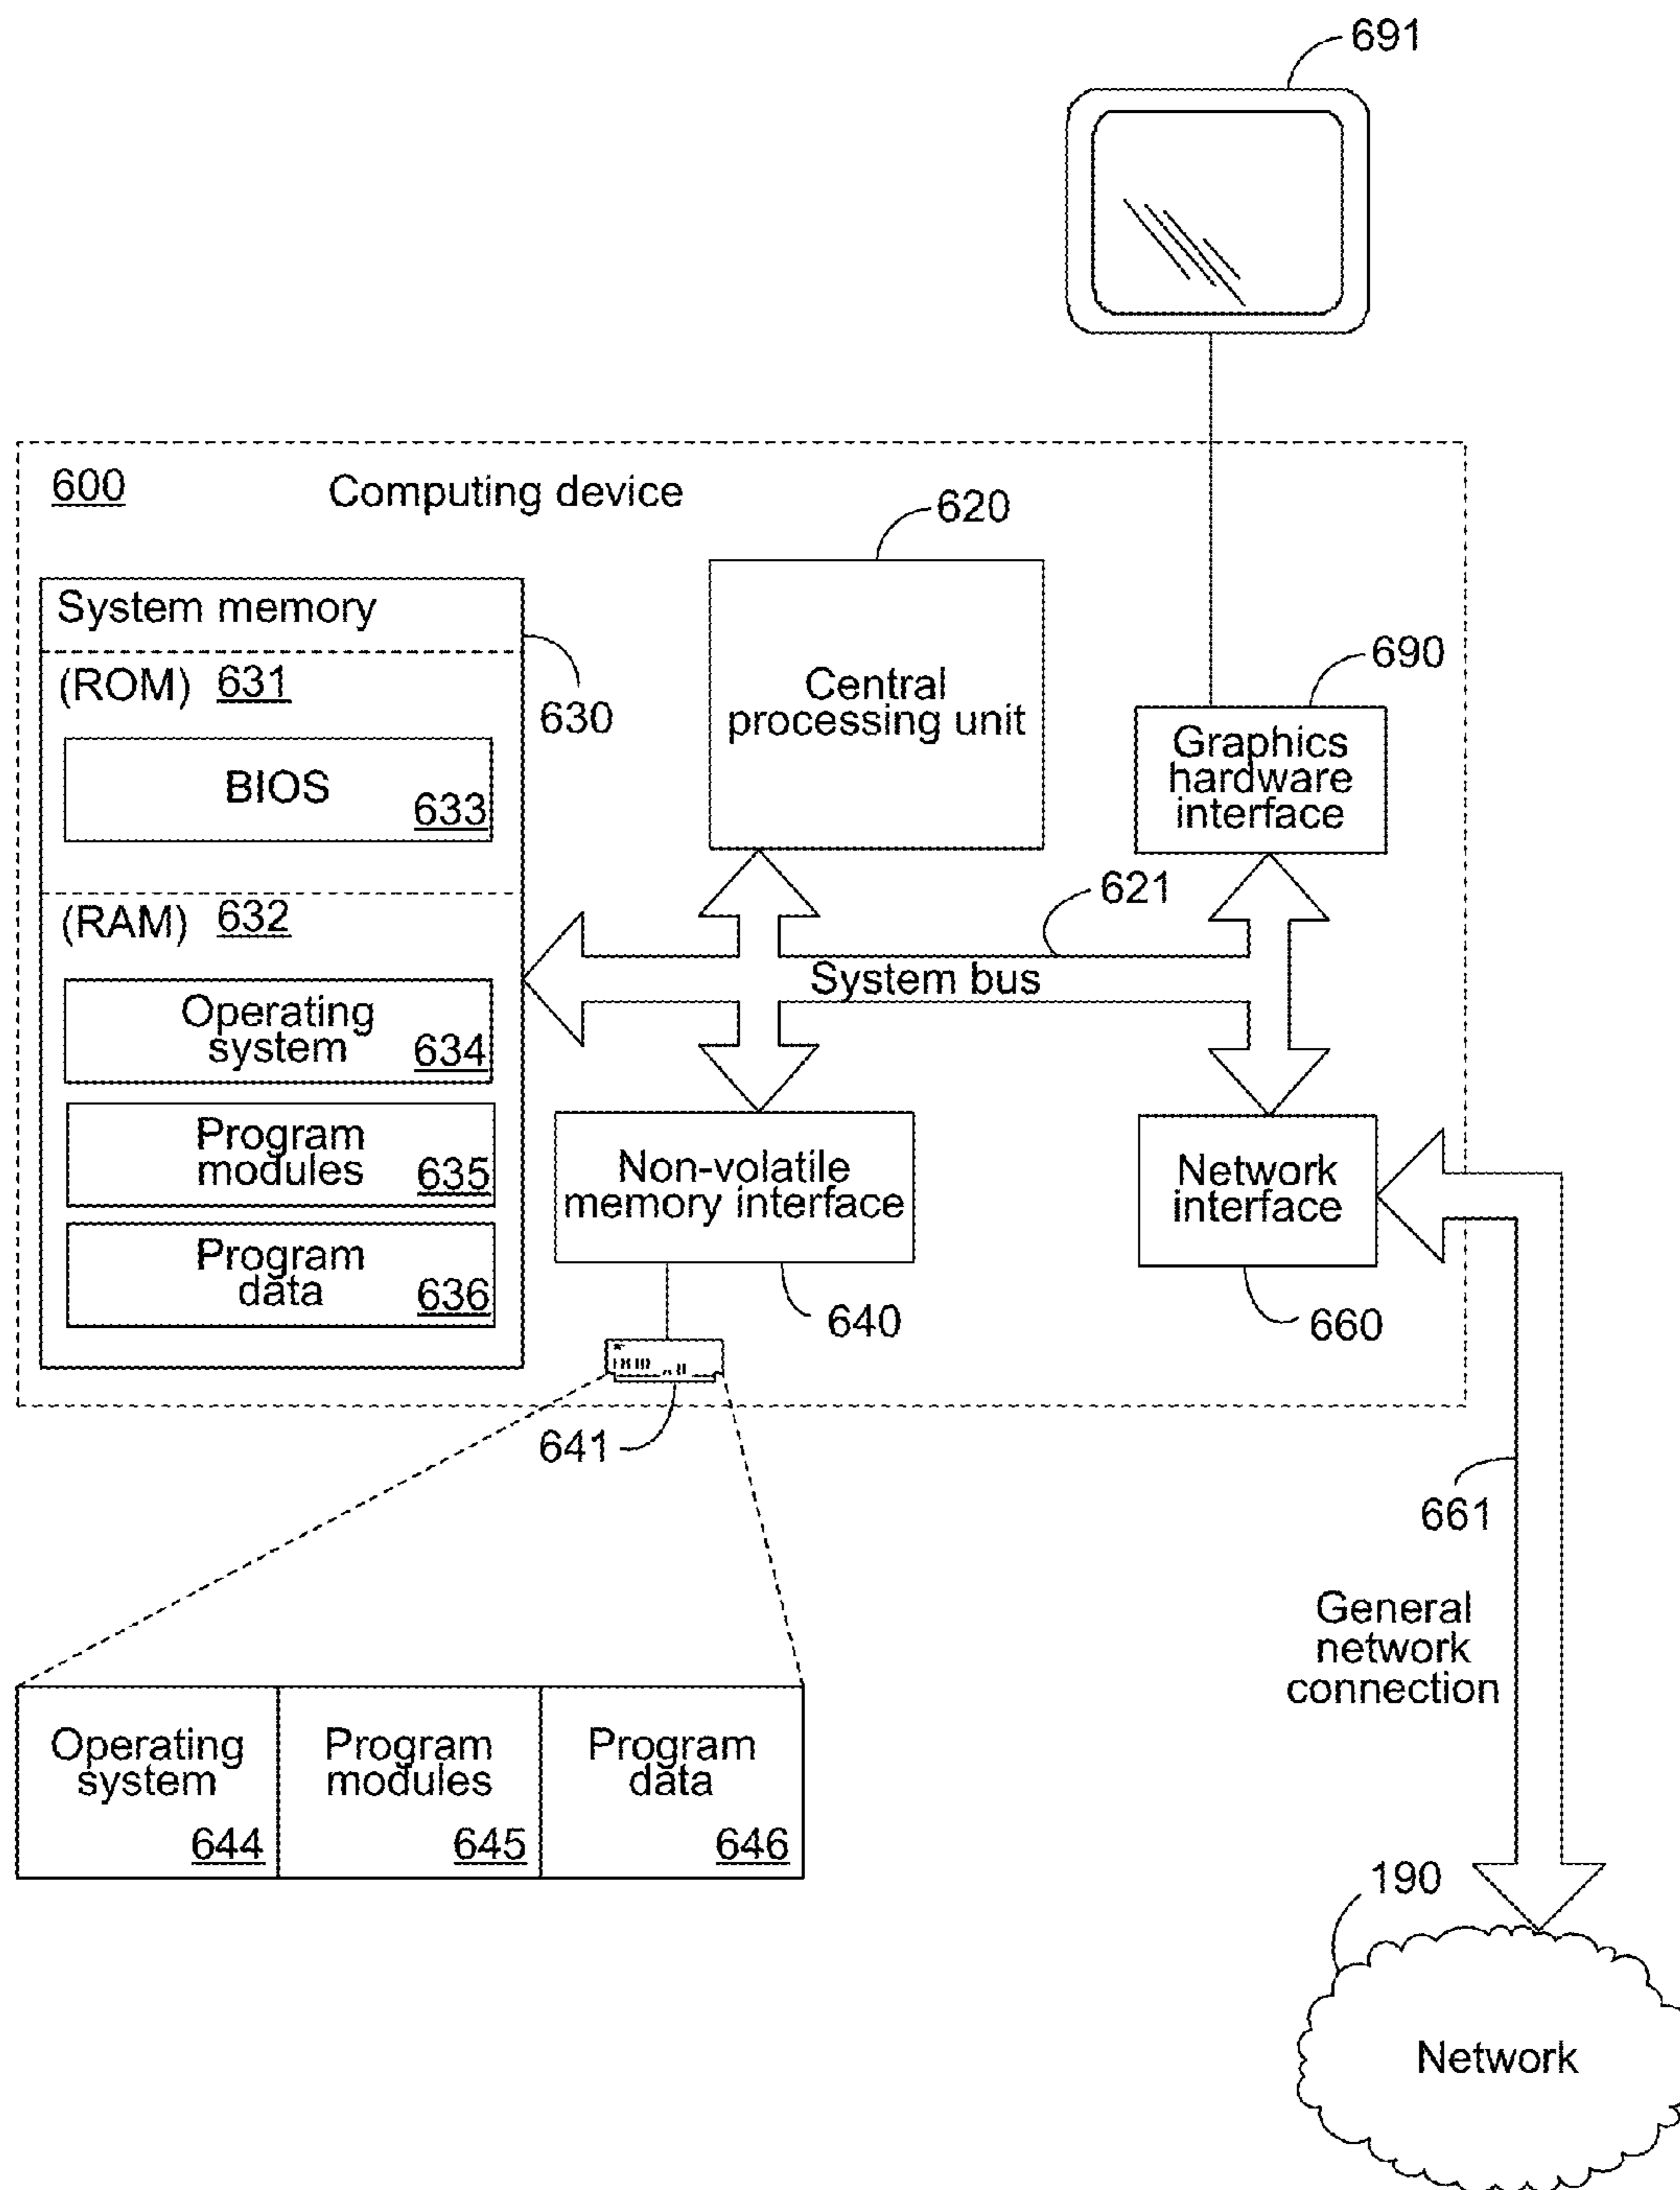 691
600
Computing device
620
System memory
(ROM) 631
630
BIOS
633
Central
processing unit
690
Graphics
hardware
interface
621
(RAM) 632
System bus
Operating
system
634
Program
modules
635
Program
data
636
Non-volatile
memory interface
640
Network
interface
660
641
661
General
network
connection
Operating
system
644
Program
modules
645
Program
data
646
190
Network